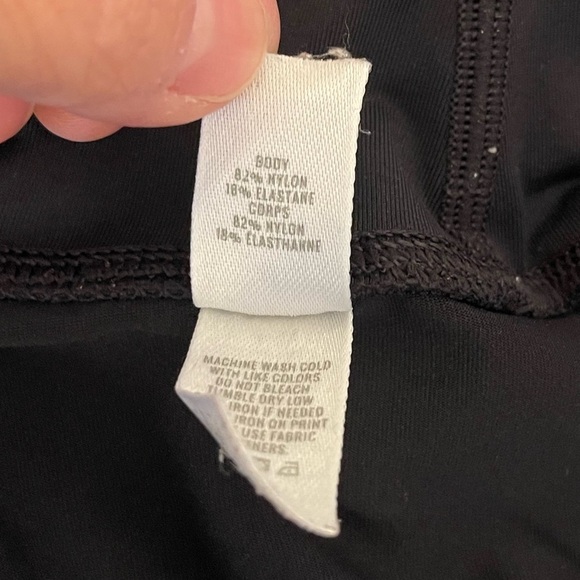 BODY
82% NYLON
18% ELASTANE
CORPS
82% NYLON
18% ÉLASTHANNE
MACHINE WASH COLD
WITH LIKE COLORS
DO NOT BLEACH
TUMBLE DRY LOW
IRON IF NEEDED
IRON ON PRINT
USE FABRIC